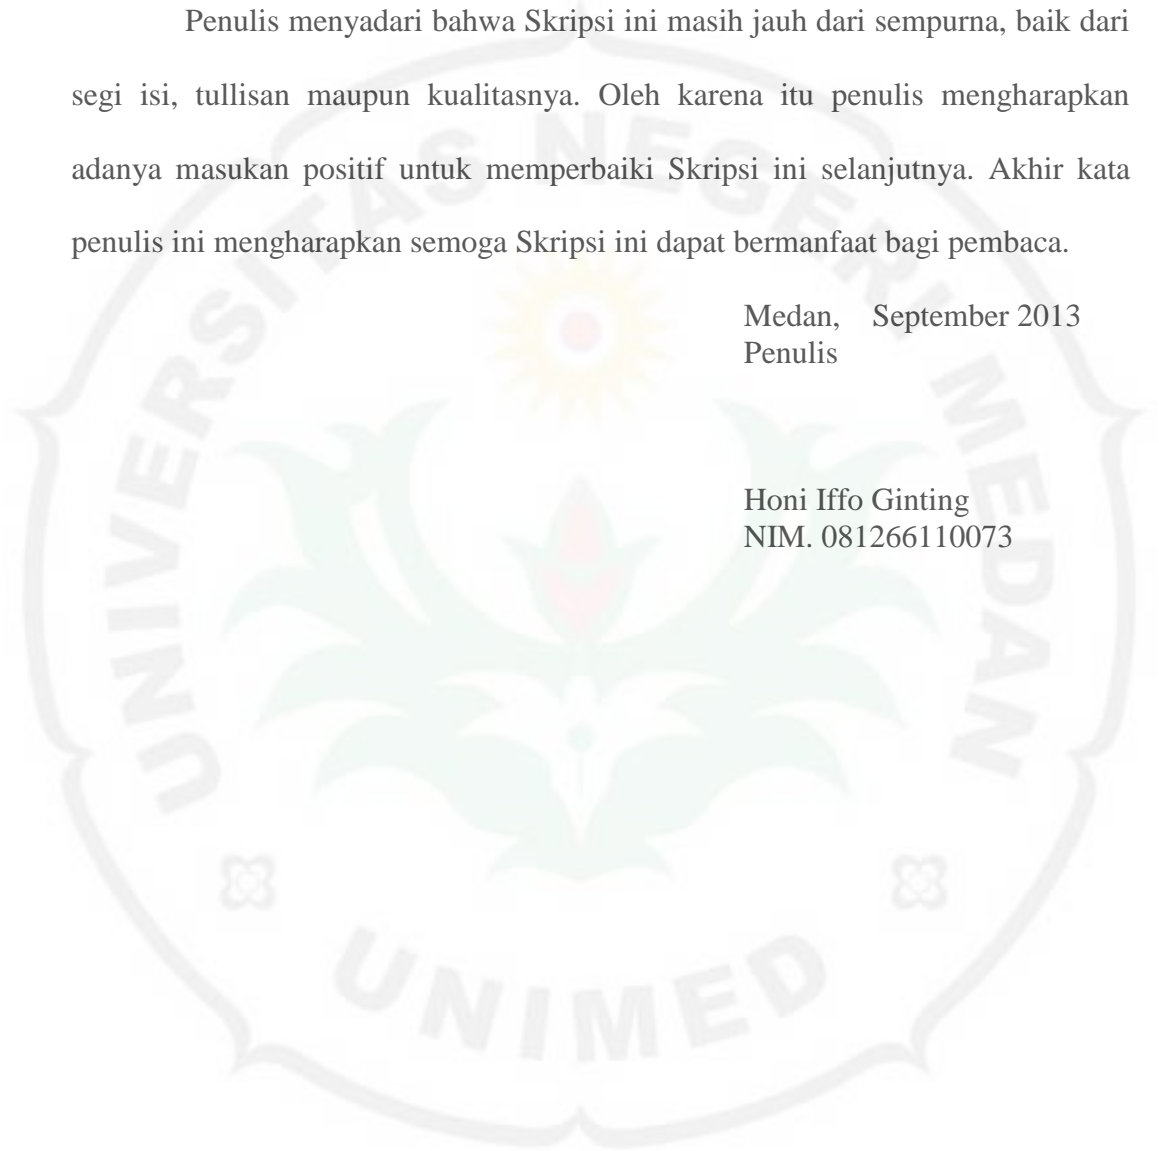 Penulis menyadari bahwa Skripsi ini masih jauh dari sempurna, baik dari
segi isi, tullisan maupun kualitasnya. Oleh karena itu penulis mengharapkan
adanya masukan positif untuk memperbaiki Skripsi ini selanjutnya. Akhir kata
penulis ini mengharapkan semoga Skripsi ini dapat bermanfaat bagi pembaca.
Medan, September 2013
Penulis
Honi Iffo Ginting
NIM. 081266110073
UNIVERSITAS NEGERI MEDAN
UNIMED